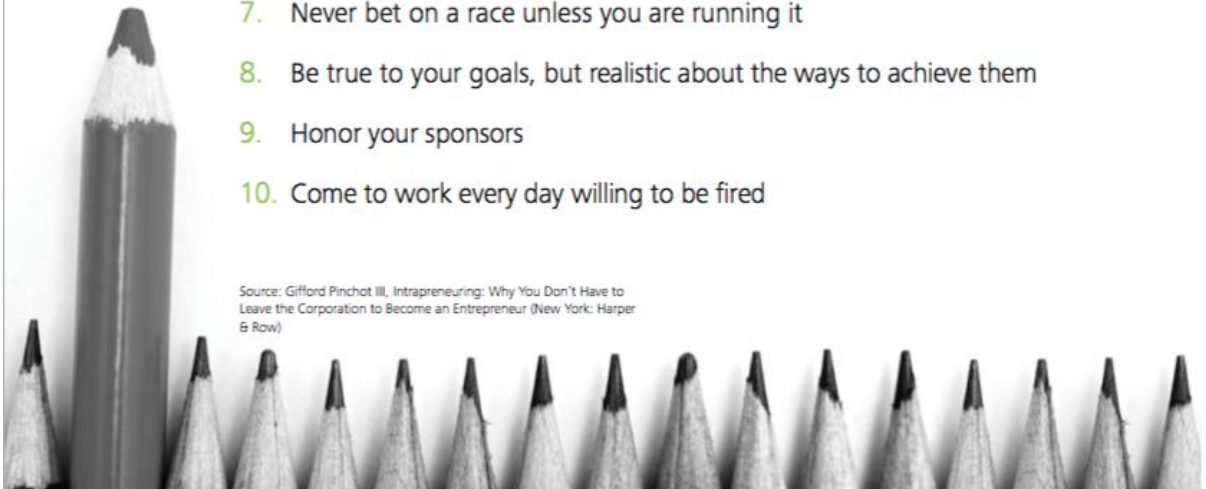 7. Never bet on a race unless you are running it
8. Be true to your goals, but realistic about the ways to achieve them
9. Honor your sponsors
10. Come to work every day willing to be fired
Source: Gifford Pinchot III, Intrapreneuring: Why You Don't Have to
Leave the Corporation to Become an Entrepreneur (New York: Harper
& Row)